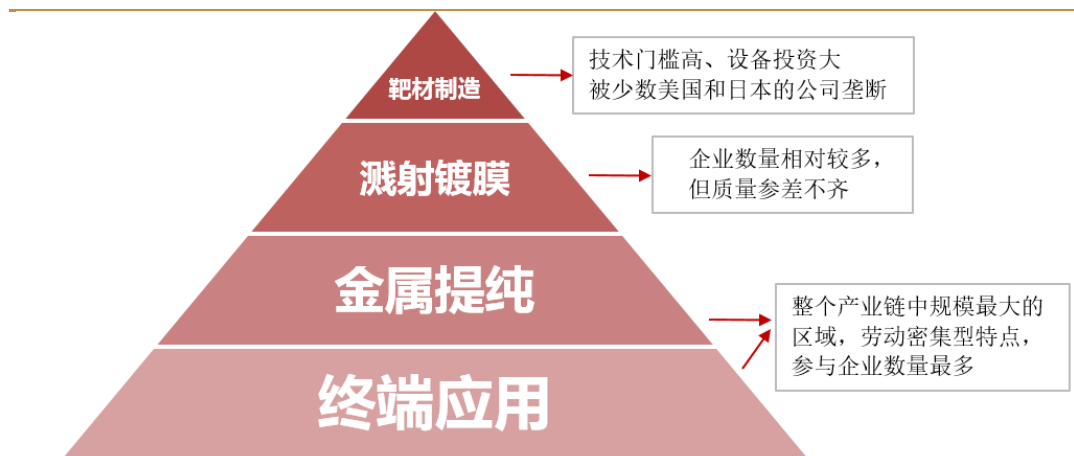 靶材制造
技术门槛高、设备投资大
被少数美国和日本的公司垄断
溅射镀膜
企业数量相对较多，
但质量参差不齐
金属提纯
整个产业链中规模最大的
区域，劳动密集型特点，
参与企业数量最多
终端应用